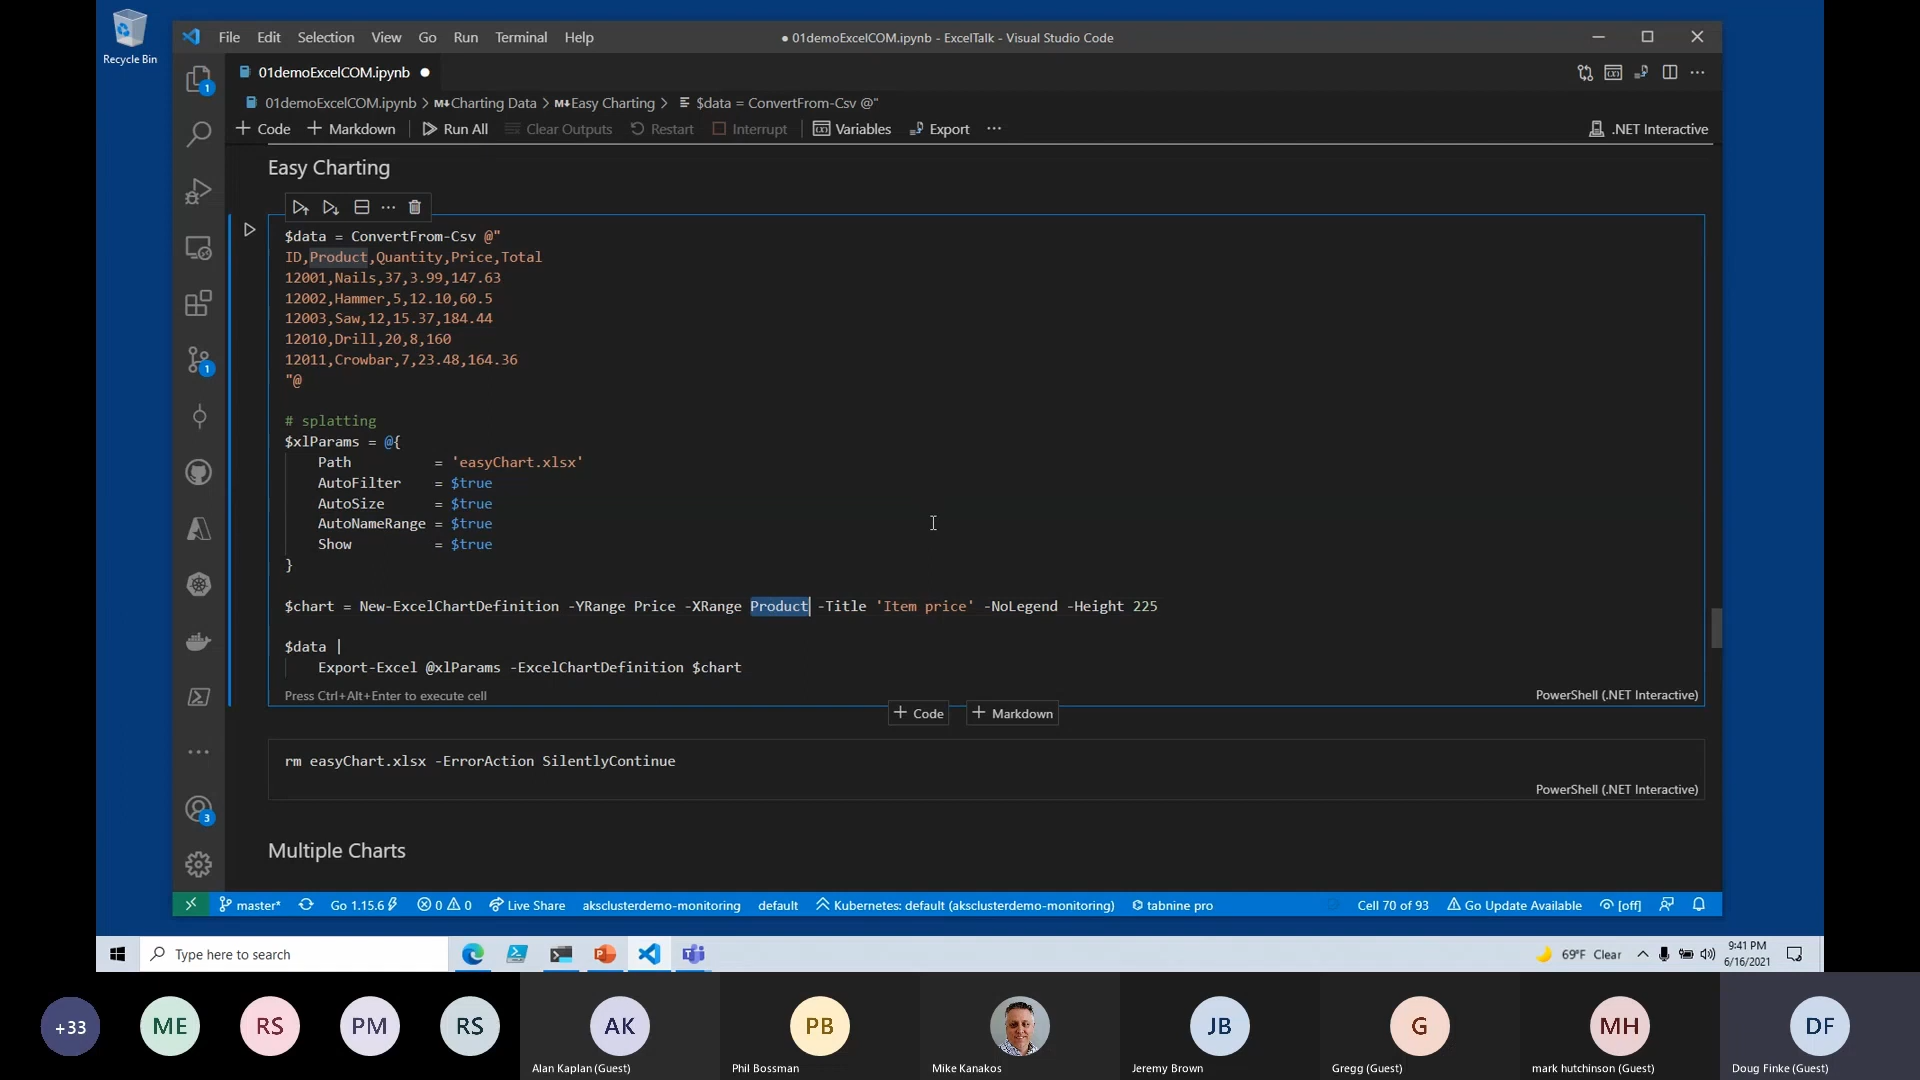 Recycle Bin
File Edit Selection View Go Run Terminal Help
● 01demoExcelCOM.ipynb - ExcelTalk - Visual Studio Code
01demoExcelCOM.ipynb ●
01demoExcelCOM.ipynb > M↓Charting Data > M↓Easy Charting > $data = ConvertFrom-Csv @"
+ Code + Markdown Run All Clear Outputs Restart Interrupt Variables Export ... .NET Interactive
Easy Charting
$data = ConvertFrom-Csv @"
ID,Product,Quantity,Price,Total
12001,Nails,37,3.99,147.63
12002,Hammer,5,12.10,60.5
12003,Saw,12,15.37,184.44
12010,Drill,20,8,160
12011,Crowbar,7,23.48,164.36
"@
# splatting
$xlParams = @{
Path = 'easyChart.xlsx'
AutoFilter = $true
AutoSize = $true
AutoNameRange = $true
Show = $true
}
$chart = New-ExcelChartDefinition -YRange Price -XRange Product -Title 'Item price' -NoLegend -Height 225
$data |
Export-Excel @xlParams -ExcelChartDefinition $chart
Press Ctrl+Alt+Enter to execute cell
PowerShell (.NET Interactive)
+ Code + Markdown
rm easyChart.xlsx -ErrorAction SilentlyContinue
PowerShell (.NET Interactive)
Multiple Charts
1
1
3
master* Go 1.15.6 0 0 Live Share aksclusterdemo-monitoring default Kubernetes: default (aksclusterdemo-monitoring) tabnine pro Cell 70 of 93 Go Update Available [off]
Type here to search
69°F Clear
9:41 PM
6/16/2021
+33 ME RS PM RS AK PB JB G MH DF
Alan Kaplan (Guest) Phil Bossman Mike Kanakos Jeremy Brown Gregg (Guest) mark hutchinson (Guest) Doug Finke (Guest)